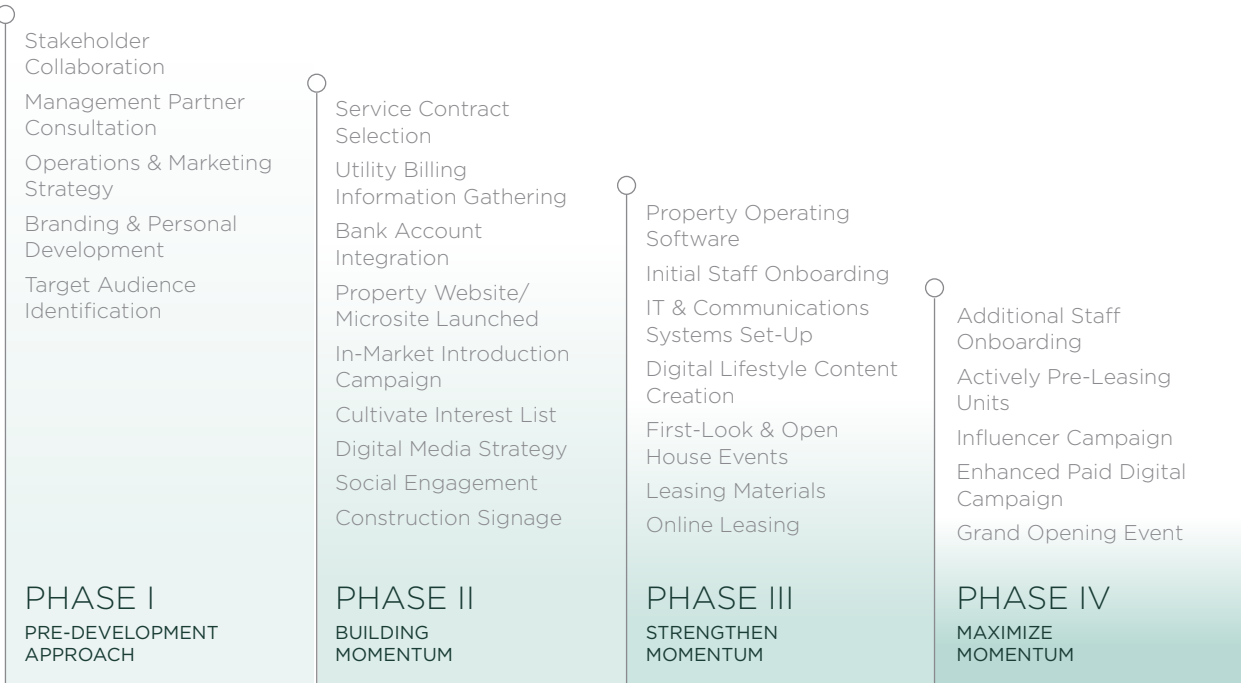 Stakeholder
Collaboration
Management Partner
Consultation
Operations & Marketing
Strategy
Branding & Personal
Development
Target Audience
Identification
PHASE I
PRE-DEVELOPMENT
APPROACH
Service Contract
Selection
Utility Billing
Information Gathering
Bank Account
Integration
Property Website/
Microsite Launched
In-Market Introduction
Campaign
Cultivate Interest List
Digital Media Strategy
Social Engagement
Construction Signage
PHASE II
BUILDING
MOMENTUM
Property Operating
Software
Initial Staff Onboarding
IT & Communications
Systems Set-Up
Digital Lifestyle Content
Creation
First-Look & Open
House Events
Leasing Materials
Online Leasing
PHASE III
STRENGTHEN
MOMENTUM
Additional Staff
Onboarding
Actively Pre-Leasing
Units
Influencer Campaign
Enhanced Paid Digital
Campaign
Grand Opening Event
PHASE IV
MAXIMIZE
MOMENTUM